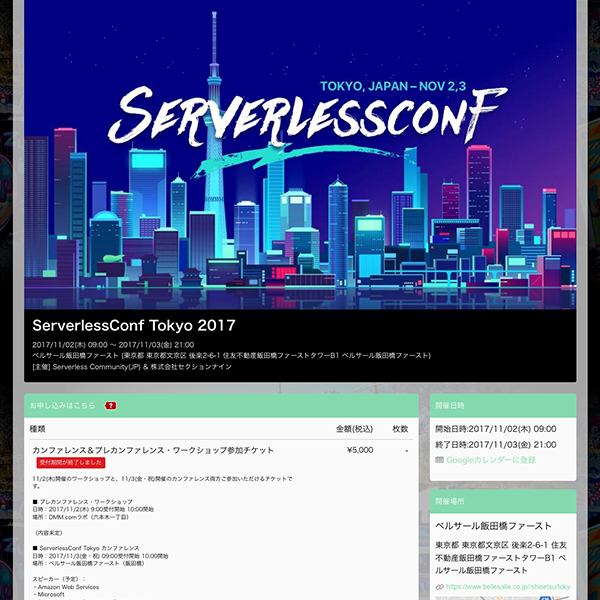 TOKYO, JAPAN – NOV 2,3
SERVERLESSCONF
ServerlessConf Tokyo 2017
2017/11/02(木) 09:00 〜 2017/11/03(金) 21:00
ベルサール飯田橋ファースト (東京都 東京都文京区 後楽2-6-1 住友不動産飯田橋ファーストタワーB1 ベルサール飯田橋ファースト)
[主催] Serverless Community(JP) & 株式会社セクションナイン
お申し込みはこちら ?
種類 金額(税込) 枚数
カンファレンス&プレカンファレンス・ワークショップ参加チケット ¥5,000 -
受付期間が終了しました
11/2(木)開催のワークショップと、11/3(金・祝)開催のカンファレンス両方ご参加いただけるチケットで
す。
■ プレカンファレンス・ワークショップ
日時：2017/11/2(木) 9:00受付開始 10:00開始
場所：DMM.comラボ（六本木一丁目）
（内容未定）
■ ServerlessConf Tokyo カンファレンス
日時：2017/11/3(金・祝) 09:00受付開始 10:00開始
場所：ベルサール飯田橋ファースト（飯田橋）
スピーカー（予定）：
・Amazon Web Services
・Microsoft
開催日時
開始日時:2017/11/02(木) 09:00
終了日時:2017/11/03(金) 21:00
Googleカレンダーに登録
開催場所
ベルサール飯田橋ファースト
東京都 東京都文京区 後楽2-6-1 住友
不動産飯田橋ファーストタワーB1 ベ
ルサール飯田橋ファースト
https://www.bellesalle.co.jp/shisetsu/toky